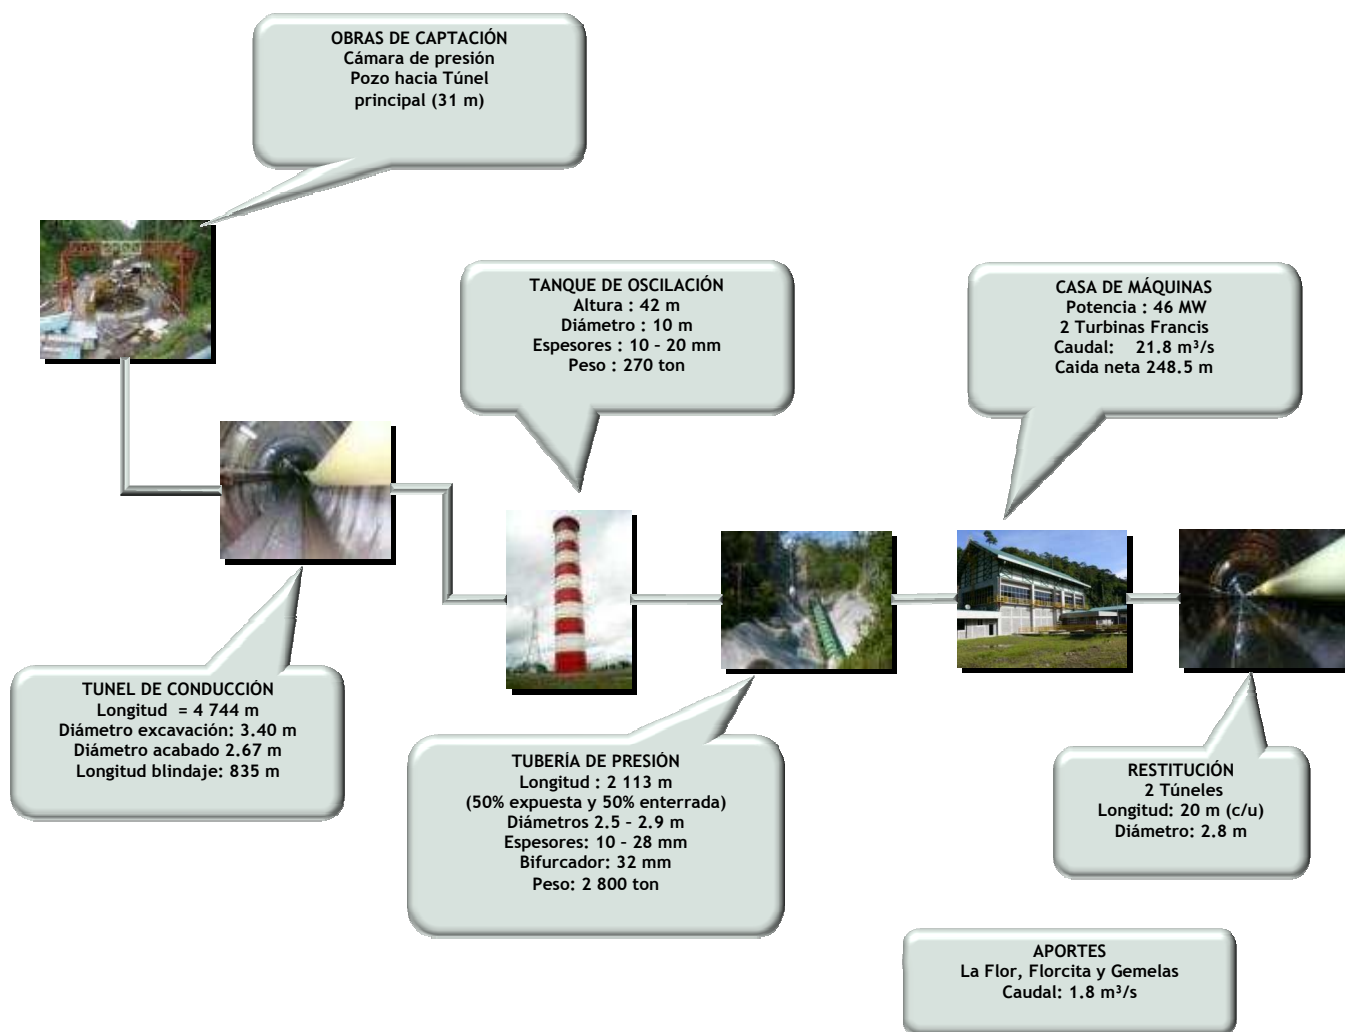 OBRAS DE CAPTACIÓN
Cámara de presión
Pozo hacia Túnel
principal (31 m)
TANQUE DE OSCILACIÓN
Altura : 42 m
Diámetro : 10 m
Espesores : 10 – 20 mm
Peso : 270 ton
CASA DE MÁQUINAS
Potencia : 46 MW
2 Turbinas Francis
Caudal: 21.8 m³/s
Caida neta 248.5 m
TUNEL DE CONDUCCIÓN
Longitud = 4 744 m
Diámetro excavación: 3.40 m
Diámetro acabado 2.67 m
Longitud blindaje: 835 m
TUBERÍA DE PRESIÓN
Longitud : 2 113 m
(50% expuesta y 50% enterrada)
Diámetros 2.5 – 2.9 m
Espesores: 10 – 28 mm
Bifurcador: 32 mm
Peso: 2 800 ton
RESTITUCIÓN
2 Túneles
Longitud: 20 m (c/u)
Diámetro: 2.8 m
APORTES
La Flor, Florcita y Gemelas
Caudal: 1.8 m³/s